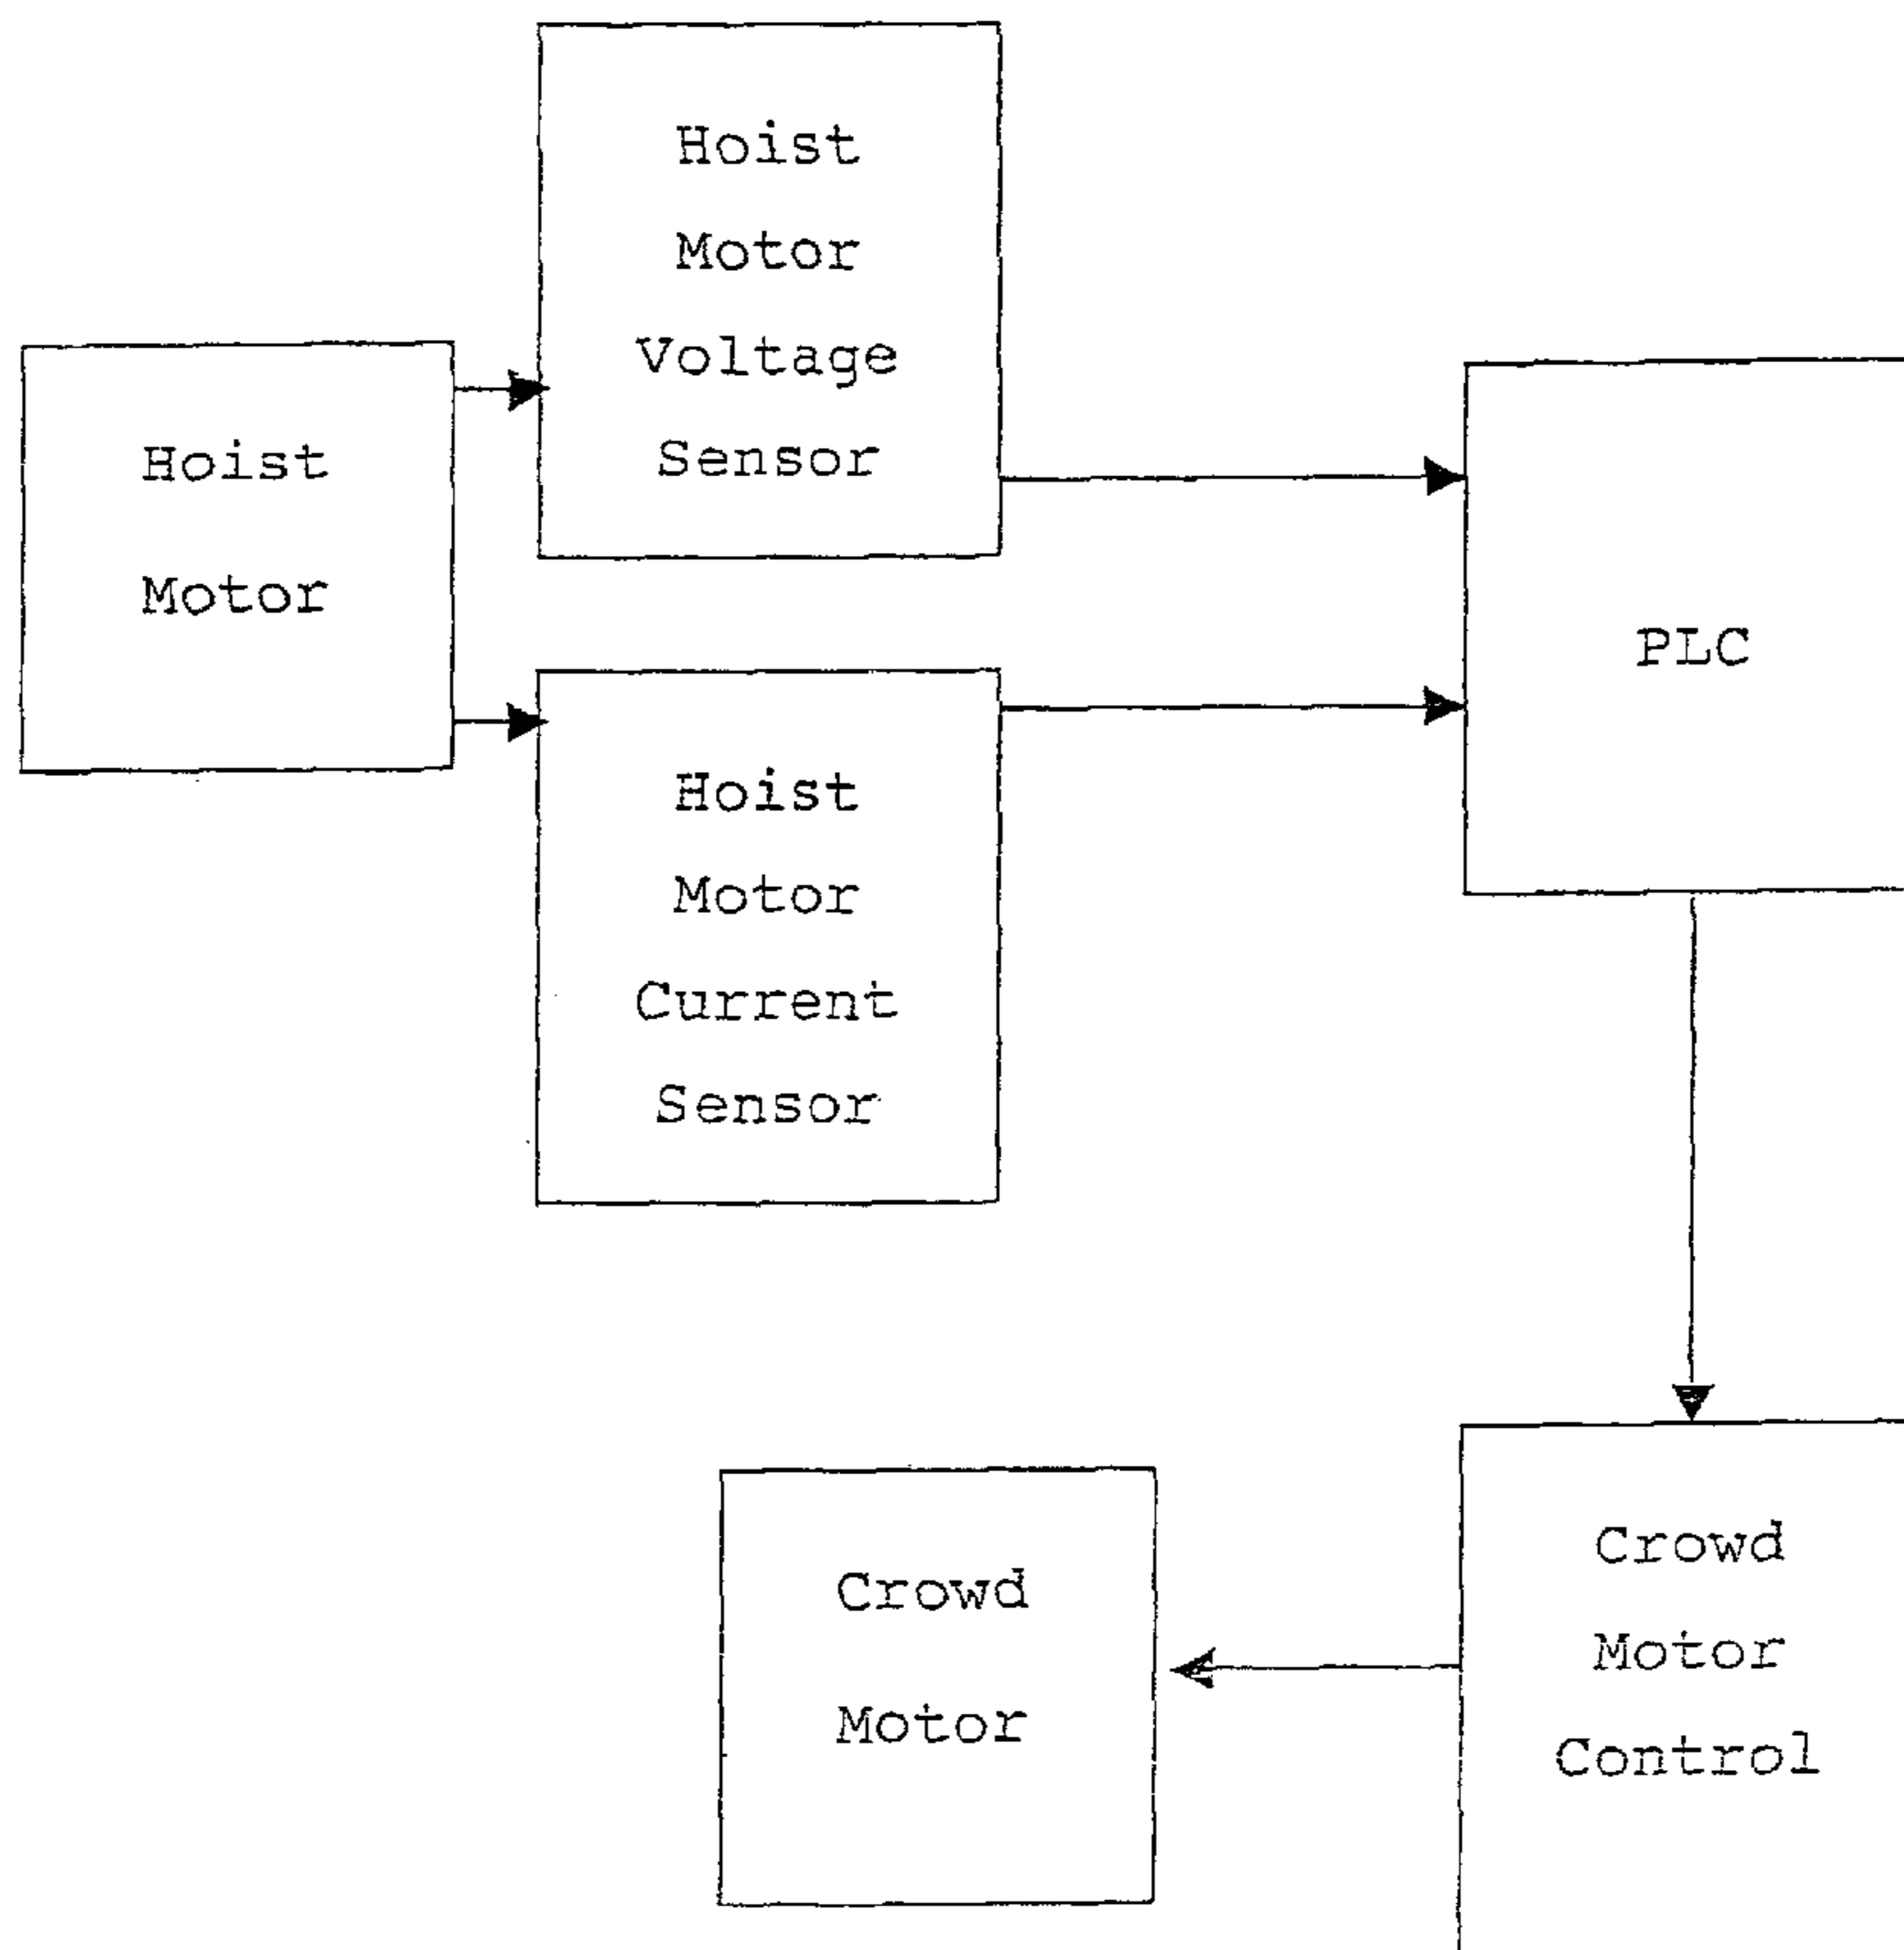 Hoist
Motor
Voltage
Sensor
Hoist
Motor
PLC
Hoist
Motor
Current
Sensor
Crowd
Motor
Control
Crowd
Motor